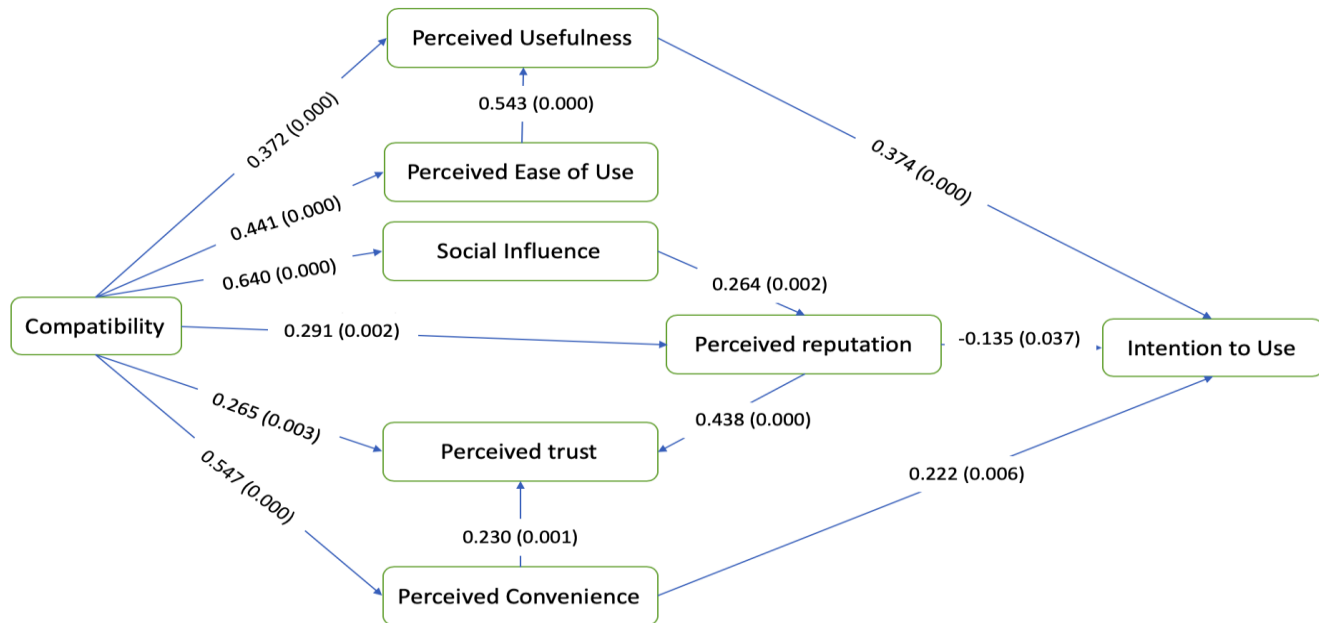 Perceived Usefulness
0.372 (0.000)
0.543 (0.000)
0.374 (0.000)
Perceived Ease of Use
0.441 (0.000)
Social Influence
0.640 (0.000)
0.264 (0.002)
Compatibility
0.291 (0.002)
Perceived reputation
-0.135 (0.037)
Intention to Use
0.265 (0.003)
0.438 (0.000)
Perceived trust
0.547 (0.000)
0.222 (0.006)
0.230 (0.001)
Perceived Convenience